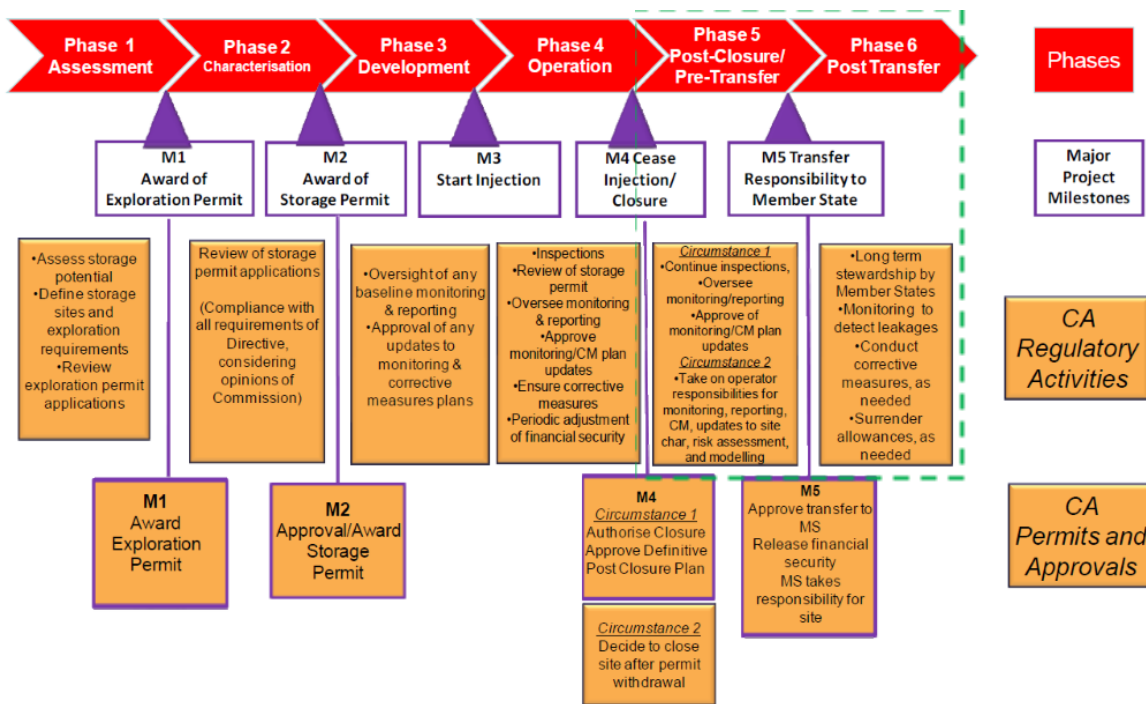 Phase 1
Assessment
Phase 2
Characterisation
Phase 3
Development
Phase 4
Operation
Phase 5
Post-Closure/
Pre-Transfer
Phase 6
Post Transfer
Phases
M1
Award of
Exploration Permit
M2
Award of
Storage Permit
M3
Start Injection
M4 Cease
Injection/
Closure
M5 Transfer
Responsibility to
Member State
Major
Project
Milestones
•Assess storage
potential
•Define storage
sites and
exploration
requirements
•Review
exploration permit
applications
Review of storage
permit applications
(Compliance with
all requirements of
Directive,
considering
opinions of
Commission)
•Oversight of any
baseline monitoring
& reporting
•Approval of any
updates to
monitoring &
corrective
measures plans
•Inspections
•Review of storage
permit
•Oversee monitoring
& reporting
•Approve
monitoring/CM plan
updates
•Ensure corrective
measures
•Periodic adjustment
of financial security
Circumstance 1
•Continue inspections,
•Oversee
monitoring/reporting
•Approve of
monitoring/CM plan
updates
Circumstance 2
•Take on operator
responsibilities for
monitoring, reporting,
CM, updates to site
char, risk assessment,
and modelling
•Long term
stewardship by
Member States
•Monitoring to
detect leakages
•Conduct
corrective
measures, as
needed
•Surrender
allowances, as
needed
CA
Regulatory
Activities
M1
Award
Exploration
Permit
M2
Approval/Award
Storage
Permit
M4
Circumstance 1
Authorise Closure
Approve Definitive
Post Closure Plan
Circumstance 2
Decide to close
site after permit
withdrawal
M5
Approve transfer to
MS
Release financial
security
MS takes
responsibility for
site
CA
Permits and
Approvals